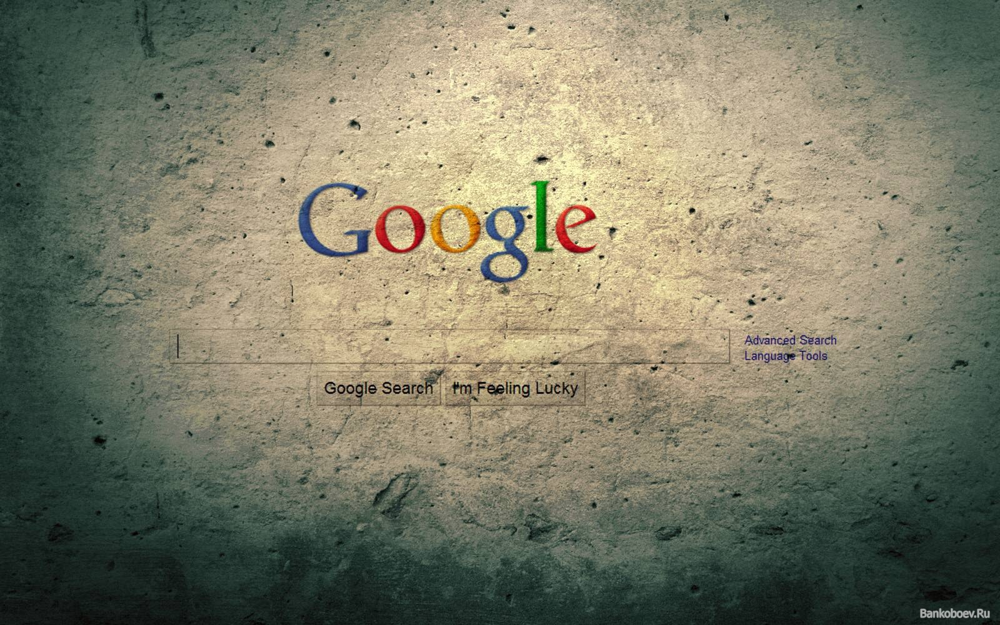 Google
Advanced Search
Language Tools
Google Search
I'm Feeling Lucky
Bankoboev.Ru